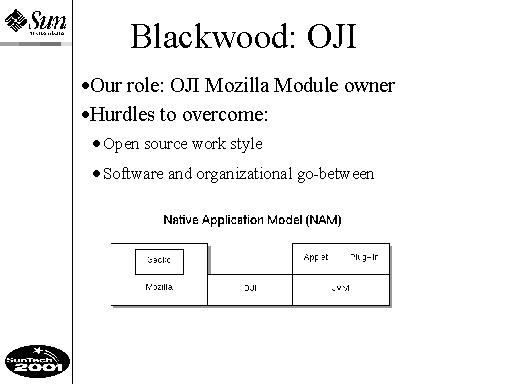 Sun
Blackwood: OJI
•Our role: OJI Mozilla Module owner
•Hurdles to overcome:
•Open source work style
•Software and organizational go-between
Native Application Model (NAM)
Gecko
Applet Plug-In
Mozilla OJI JVM
SunTech
2001